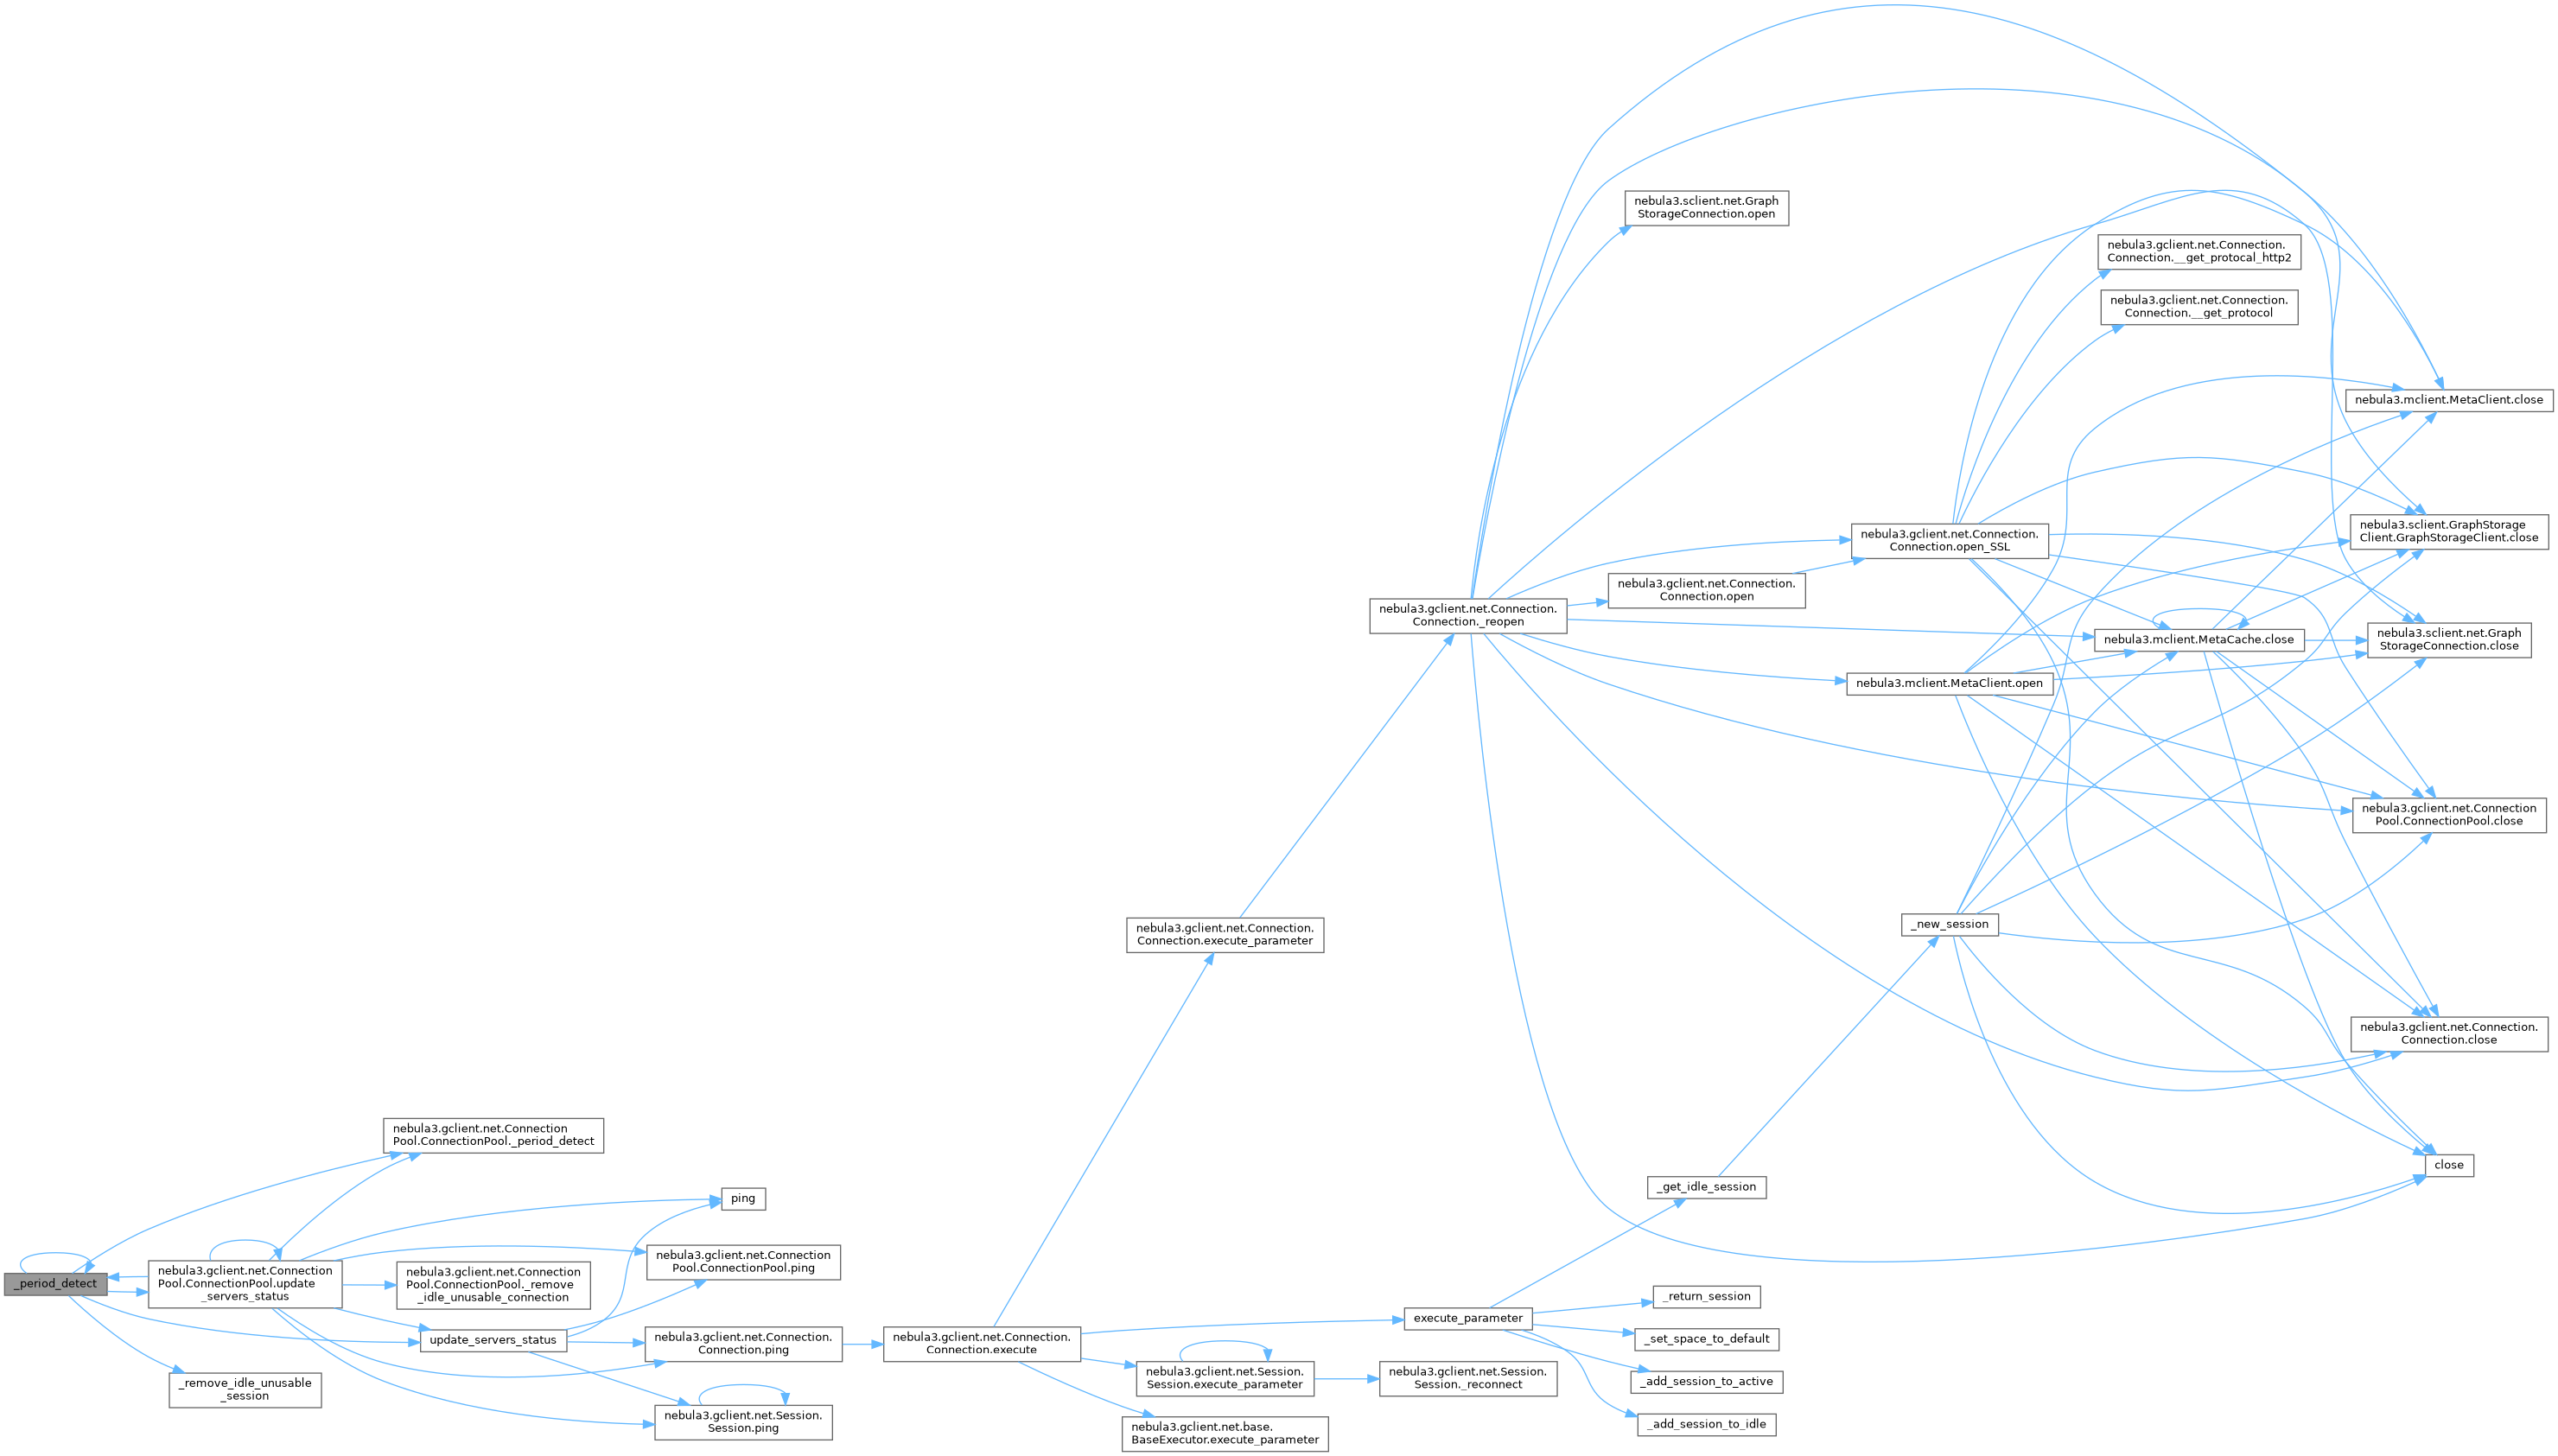 _period_detect
nebula3.gclient.net.Connection
Pool.ConnectionPool._period_detect
nebula3.gclient.net.Connection
Pool.ConnectionPool.update
_servers_status
_remove_idle_unusable
_session
nebula3.gclient.net.Connection
Pool.ConnectionPool._remove
_idle_unusable_connection
update_servers_status
ping
nebula3.gclient.net.Connection
Pool.ConnectionPool.ping
nebula3.gclient.net.Connection.
Connection.ping
nebula3.gclient.net.Session.
Session.ping
nebula3.gclient.net.Connection.
Connection.execute
nebula3.gclient.net.Connection.
Connection.execute_parameter
nebula3.gclient.net.Session.
Session.execute_parameter
nebula3.gclient.net.base.
BaseExecutor.execute_parameter
execute_parameter
nebula3.gclient.net.Session.
Session._reconnect
nebula3.gclient.net.Connection.
Connection._reopen
nebula3.sclient.net.Graph
StorageConnection.open
nebula3.gclient.net.Connection.
Connection.open
_get_idle_session
_return_session
_set_space_to_default
_add_session_to_active
_add_session_to_idle
nebula3.gclient.net.Connection.
Connection.open_SSL
nebula3.mclient.MetaClient.open
_new_session
nebula3.gclient.net.Connection.
Connection.__get_protocal_http2
nebula3.gclient.net.Connection.
Connection.__get_protocol
nebula3.mclient.MetaCache.close
nebula3.mclient.MetaClient.close
nebula3.sclient.GraphStorage
Client.GraphStorageClient.close
nebula3.sclient.net.Graph
StorageConnection.close
nebula3.gclient.net.Connection
Pool.ConnectionPool.close
nebula3.gclient.net.Connection.
Connection.close
close